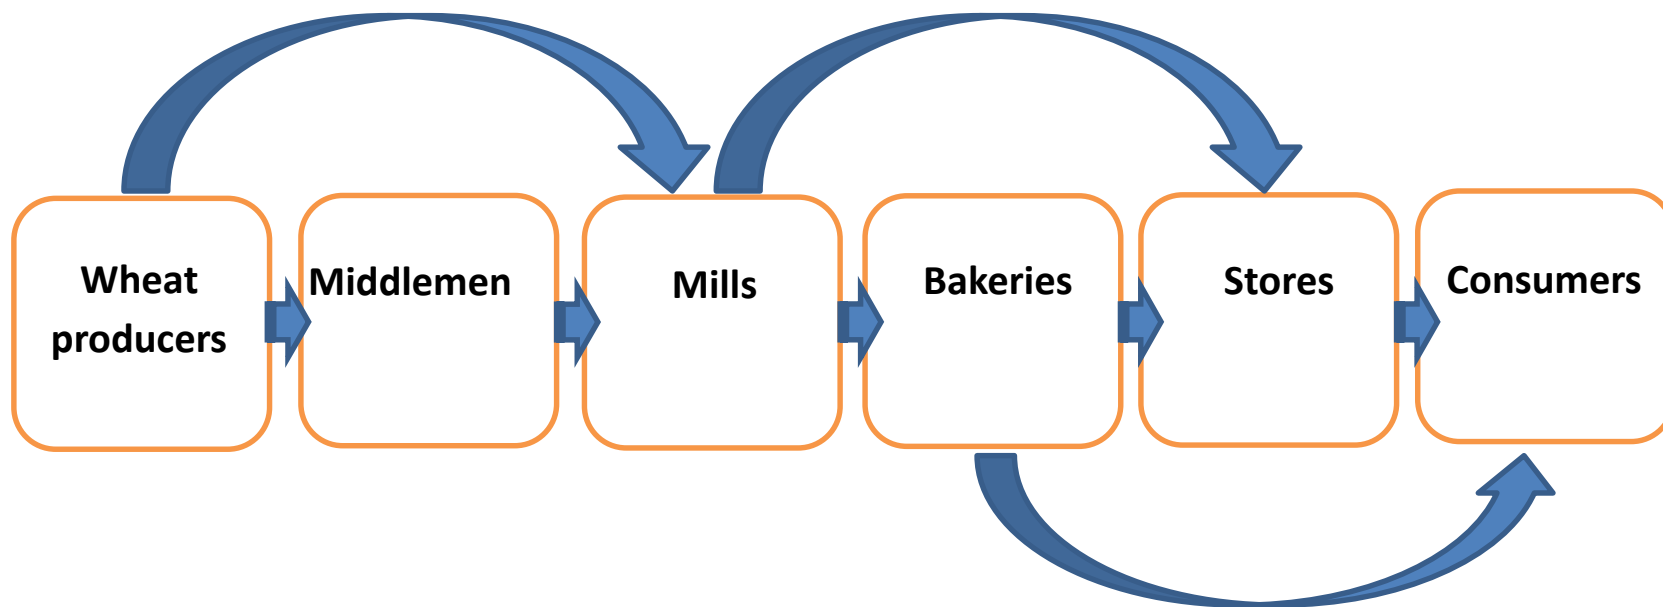 Wheat
producers
Middlemen
Mills
Bakeries
Stores
Consumers